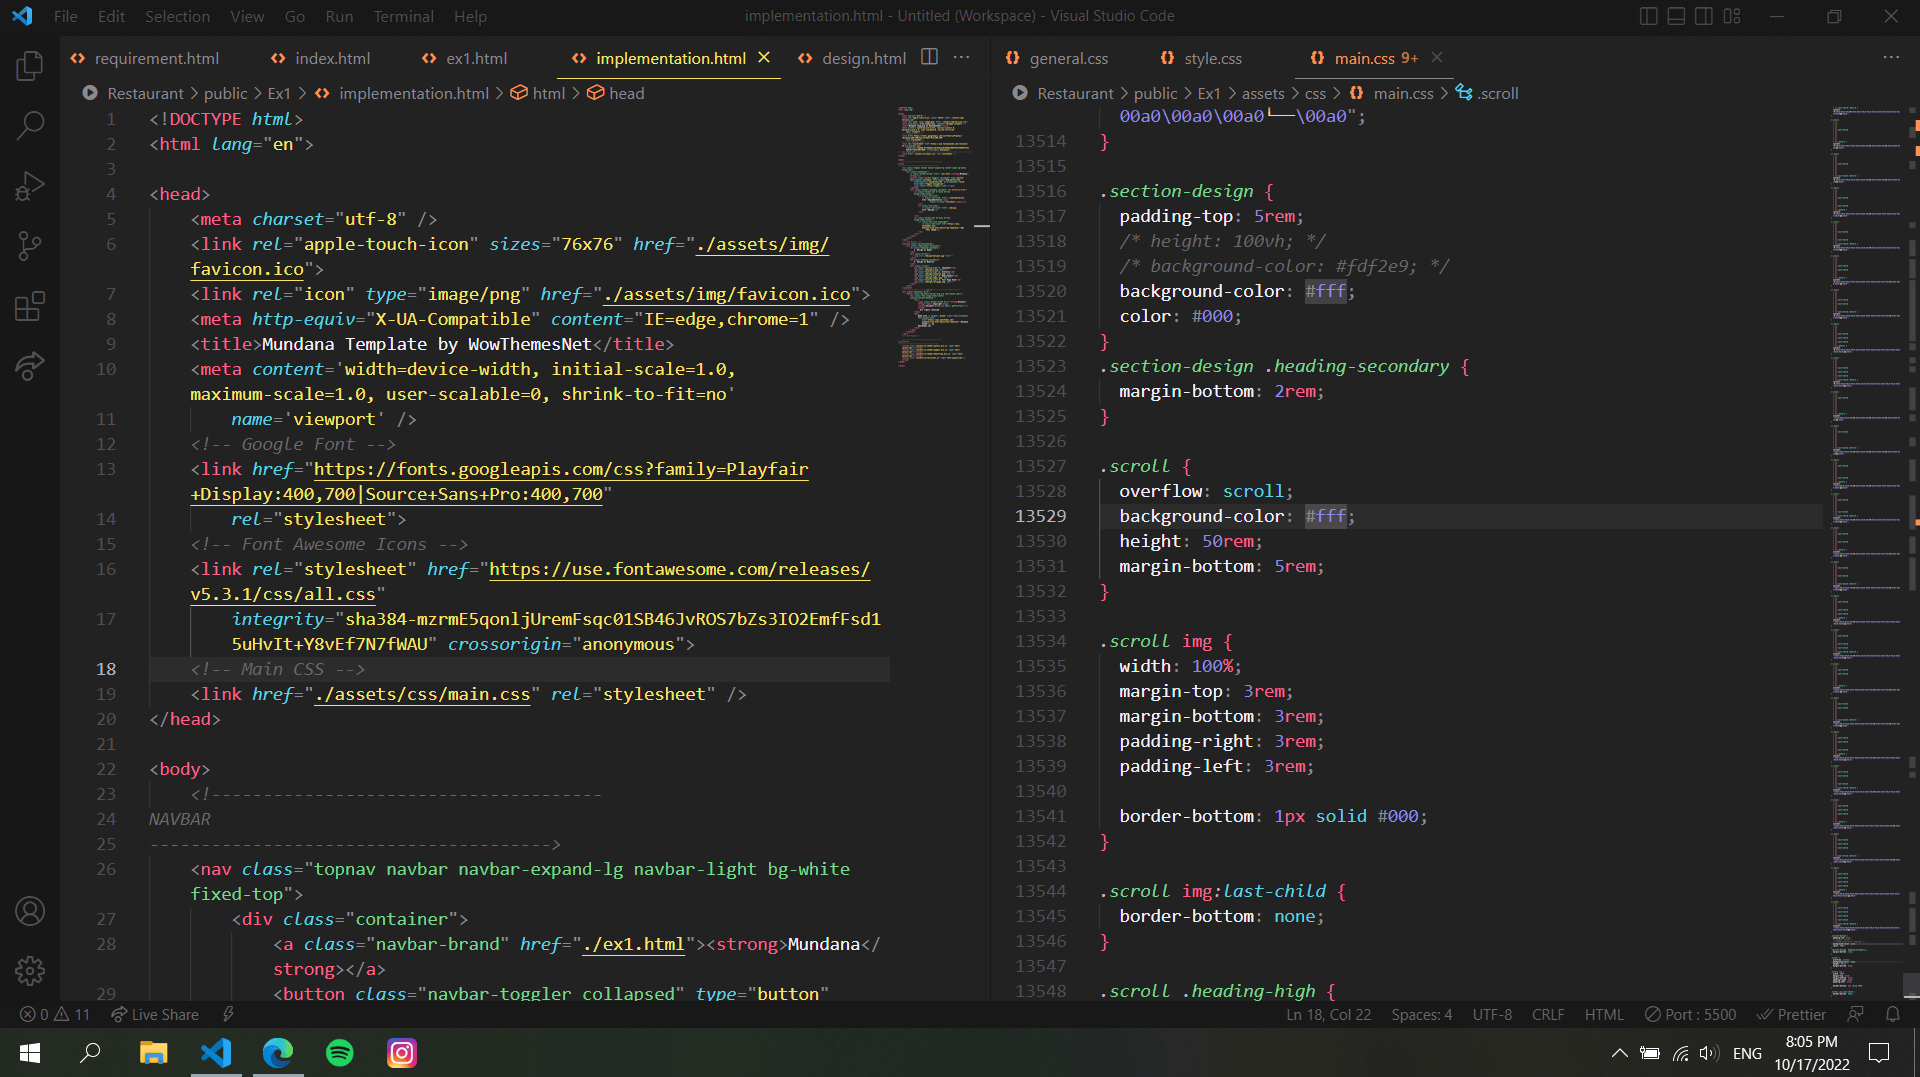 File Edit Selection View Go Run Terminal Help
implementation.html - Untitled (Workspace) - Visual Studio Code
requirement.html index.html ex1.html implementation.html design.html
Restaurant > public > Ex1 > implementation.html > html > head
1 <!DOCTYPE html>
2 <html lang="en">
3
4 <head>
5 <meta charset="utf-8" />
6 <link rel="apple-touch-icon" sizes="76x76" href="./assets/img/
favicon.ico">
7 <link rel="icon" type="image/png" href="./assets/img/favicon.ico">
8 <meta http-equiv="X-UA-Compatible" content="IE=edge,chrome=1" />
9 <title>Mundana Template by WowThemesNet</title>
10 <meta content='width=device-width, initial-scale=1.0,
maximum-scale=1.0, user-scalable=0, shrink-to-fit=no'
11 name='viewport' />
12 <!-- Google Font -->
13 <link href="https://fonts.googleapis.com/css?family=Playfair
+Display:400,700|Source+Sans+Pro:400,700"
14 rel="stylesheet">
15 <!-- Font Awesome Icons -->
16 <link rel="stylesheet" href="https://use.fontawesome.com/releases/
v5.3.1/css/all.css"
17 integrity="sha384-mzrmE5qonljUremFsqc01SB46JvROS7bZs3IO2EmfFsd1
5uHvIt+Y8vEf7N7fWAU" crossorigin="anonymous">
18 <!-- Main CSS -->
19 <link href="./assets/css/main.css" rel="stylesheet" />
20 </head>
21
22 <body>
23 <!--------------------------------------
24 NAVBAR
25 --------------------------------------->
26 <nav class="topnav navbar navbar-expand-lg navbar-light bg-white
fixed-top">
27 <div class="container">
28 <a class="navbar-brand" href="./ex1.html"><strong>Mundana</
strong></a>
29 <button class="navbar-toggler collapsed" type="button"
general.css style.css main.css 9+
Restaurant > public > Ex1 > assets > css > main.css > .scroll
00a0\00a0\00a0└──\00a0";
13514 }
13515
13516 .section-design {
13517 padding-top: 5rem;
13518 /* height: 100vh; */
13519 /* background-color: #fdf2e9; */
13520 background-color: #fff;
13521 color: #000;
13522 }
13523 .section-design .heading-secondary {
13524 margin-bottom: 2rem;
13525 }
13526
13527 .scroll {
13528 overflow: scroll;
13529 background-color: #fff;
13530 height: 50rem;
13531 margin-bottom: 5rem;
13532 }
13533
13534 .scroll img {
13535 width: 100%;
13536 margin-top: 3rem;
13537 margin-bottom: 3rem;
13538 padding-right: 3rem;
13539 padding-left: 3rem;
13540
13541 border-bottom: 1px solid #000;
13542 }
13543
13544 .scroll img:last-child {
13545 border-bottom: none;
13546 }
13547
13548 .scroll .heading-high {
0 11 Live Share
Ln 18, Col 22 Spaces: 4 UTF-8 CRLF HTML Port : 5500 Prettier
ENG
8:05 PM
10/17/2022